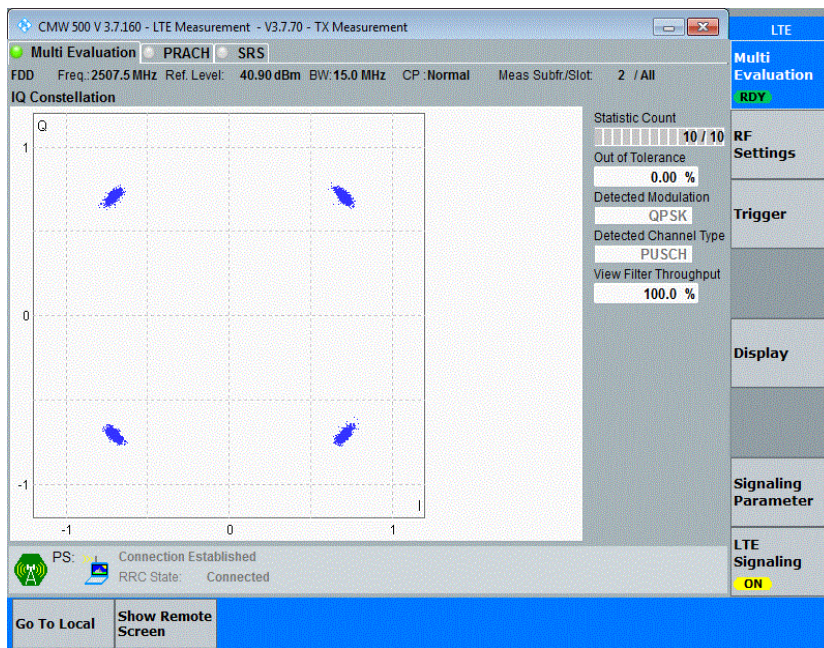 CMW 500 V 3.7.160 - LTE Measurement - V3.7.70 - TX Measurement
LTE
Multi Evaluation PRACH SRS
FDD Freq.: 2507.5 MHz Ref. Level: 40.90 dBm BW: 15.0 MHz CP : Normal Meas Subfr./Slot: 2 / All
IQ Constellation
Q
1
0
-1
I
-1 0 1
Statistic Count
10 / 10
Out of Tolerance
0.00 %
Detected Modulation
QPSK
Detected Channel Type
PUSCH
View Filter Throughput
100.0 %
Multi
Evaluation
RDY
RF
Settings
Trigger
Display
Signaling
Parameter
LTE
Signaling
ON
PS: Connection Established
RRC State: Connected
Go To Local
Show Remote
Screen